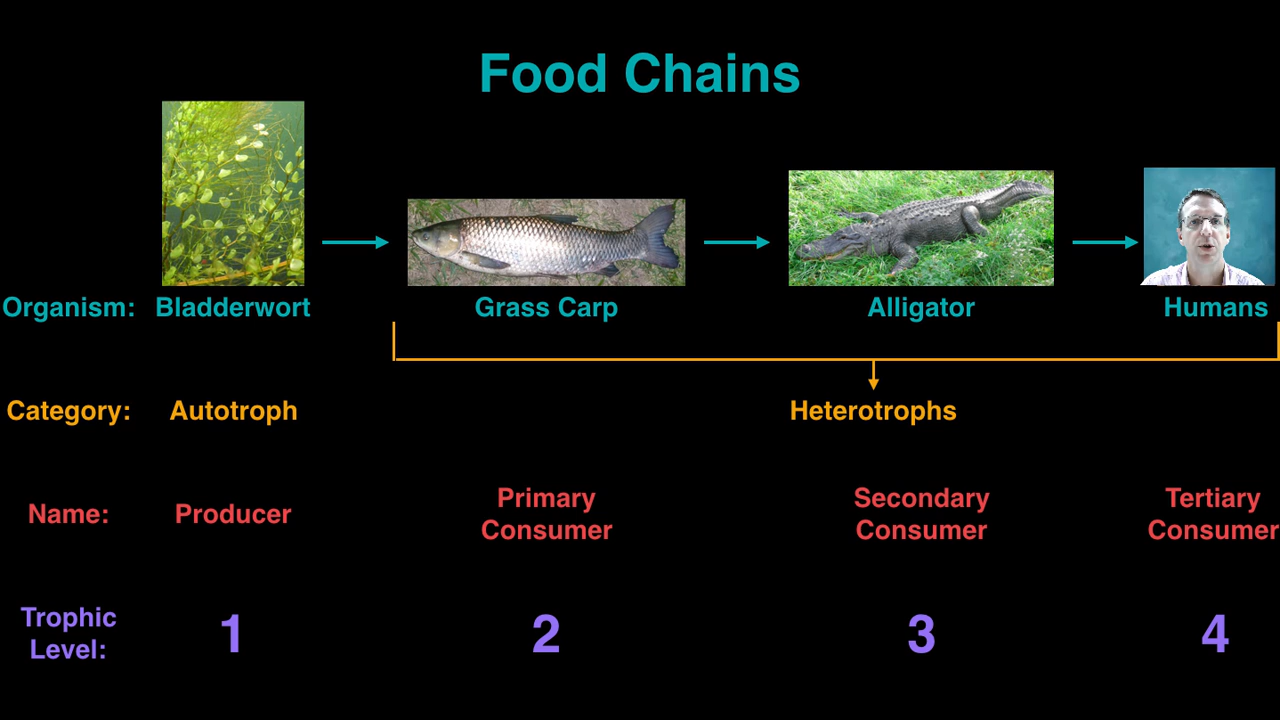 Food Chains
Organism: Bladderwort Grass Carp Alligator Humans
Category: Autotroph Heterotrophs
Name: Producer Primary Consumer Secondary Consumer Tertiary Consumer
Trophic Level: 1 2 3 4